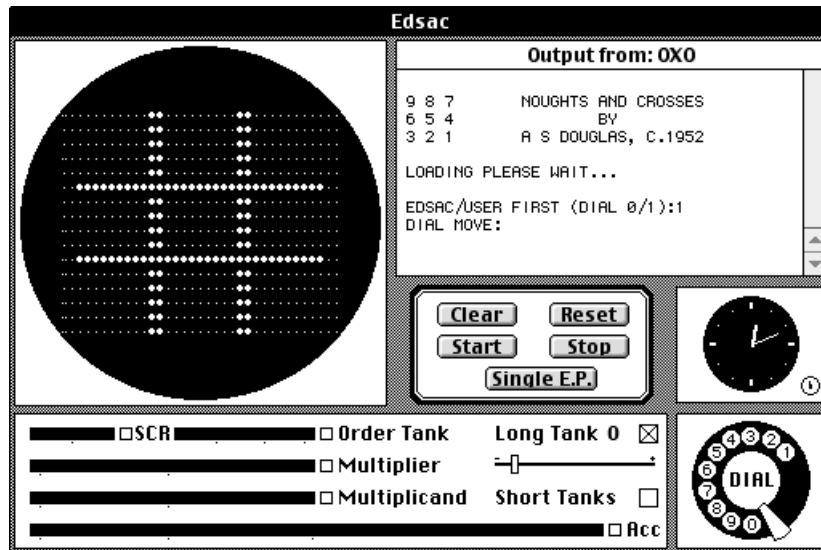 Edsac
Output from: OXO
9 8 7 NOUGHTS AND CROSSES
6 5 4 BY
3 2 1 A S DOUGLAS, C.1952
LOADING PLEASE WAIT...
EDSAC/USER FIRST (DIAL 0/1):1
DIAL MOVE:
Clear Reset
Start Stop
Single E.P.
SCR Order Tank Long Tank 0
Multiplier - +
Multiplicand Short Tanks
Acc
1 2 3 4 5 6 7 8 9 0
DIAL